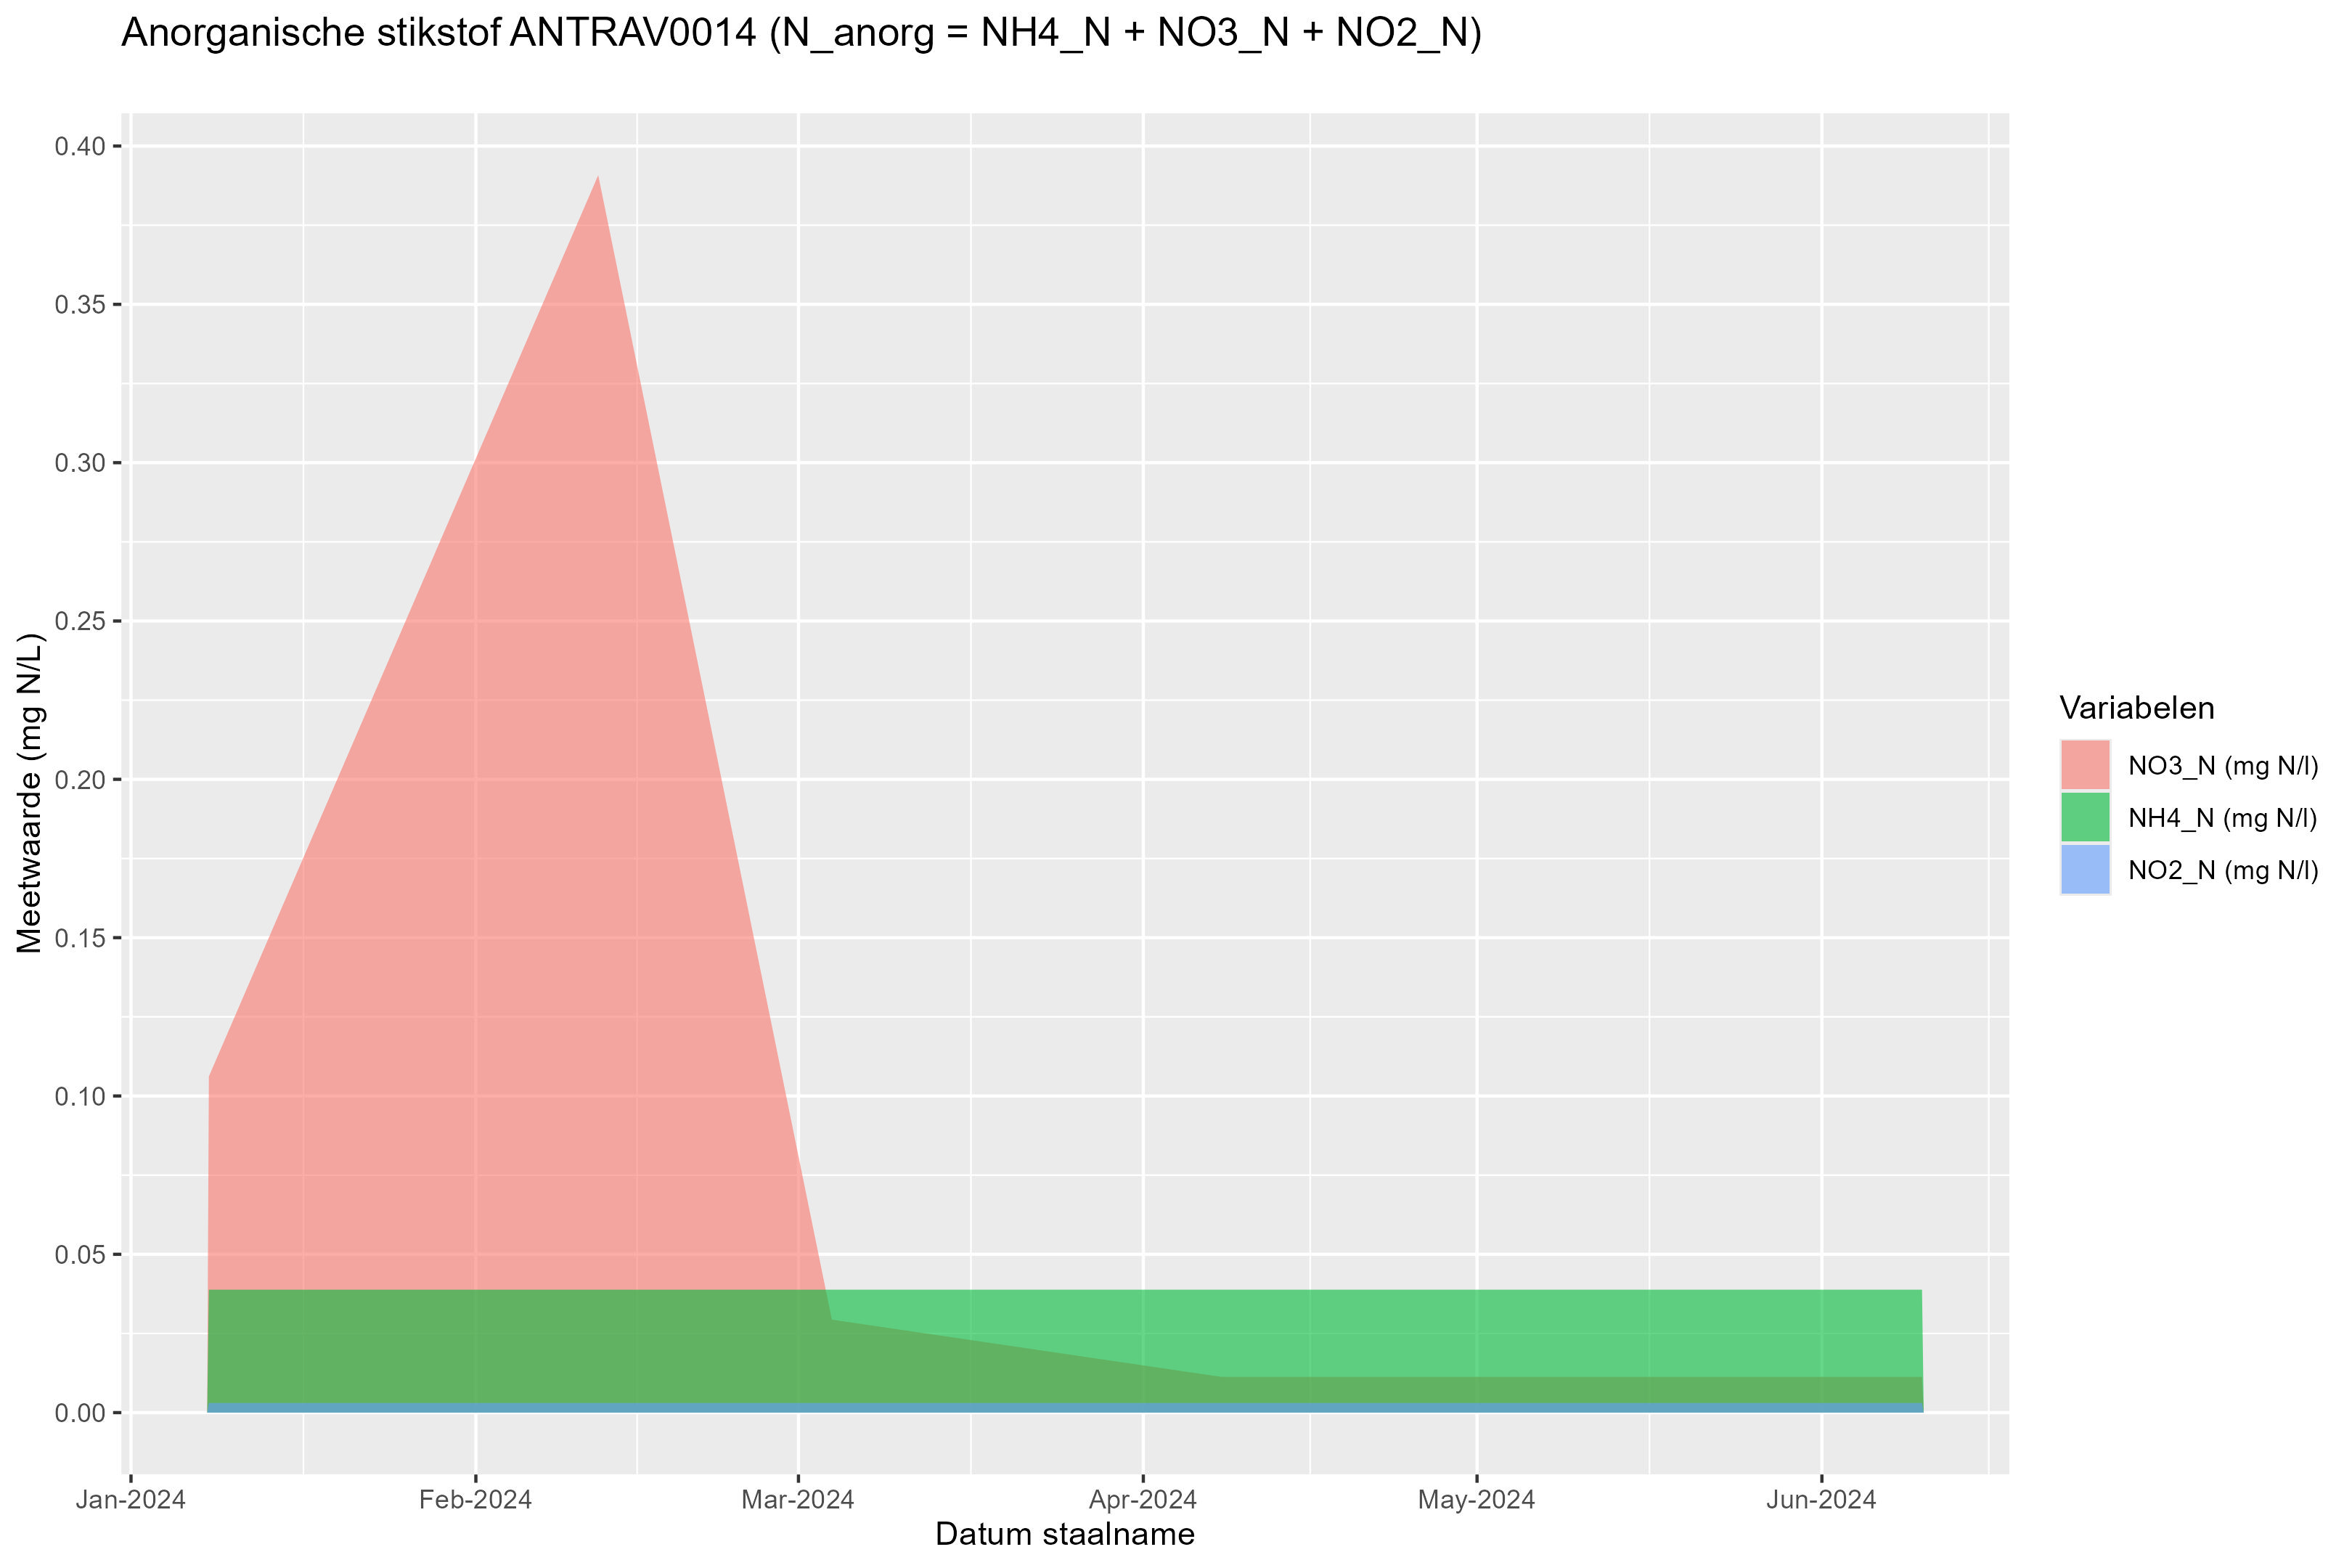 Anorganische stikstof ANTRAV0014 (N_anorg = NH4_N + NO3_N + NO2_N)
Meetwaarde (mg N/L)
0.40
0.35
0.30
0.25
0.20
0.15
0.10
0.05
0.00
Jan-2024
Feb-2024
Mar-2024
Apr-2024
May-2024
Jun-2024
Datum staalname
Variabelen
NO3_N (mg N/l)
NH4_N (mg N/l)
NO2_N (mg N/l)